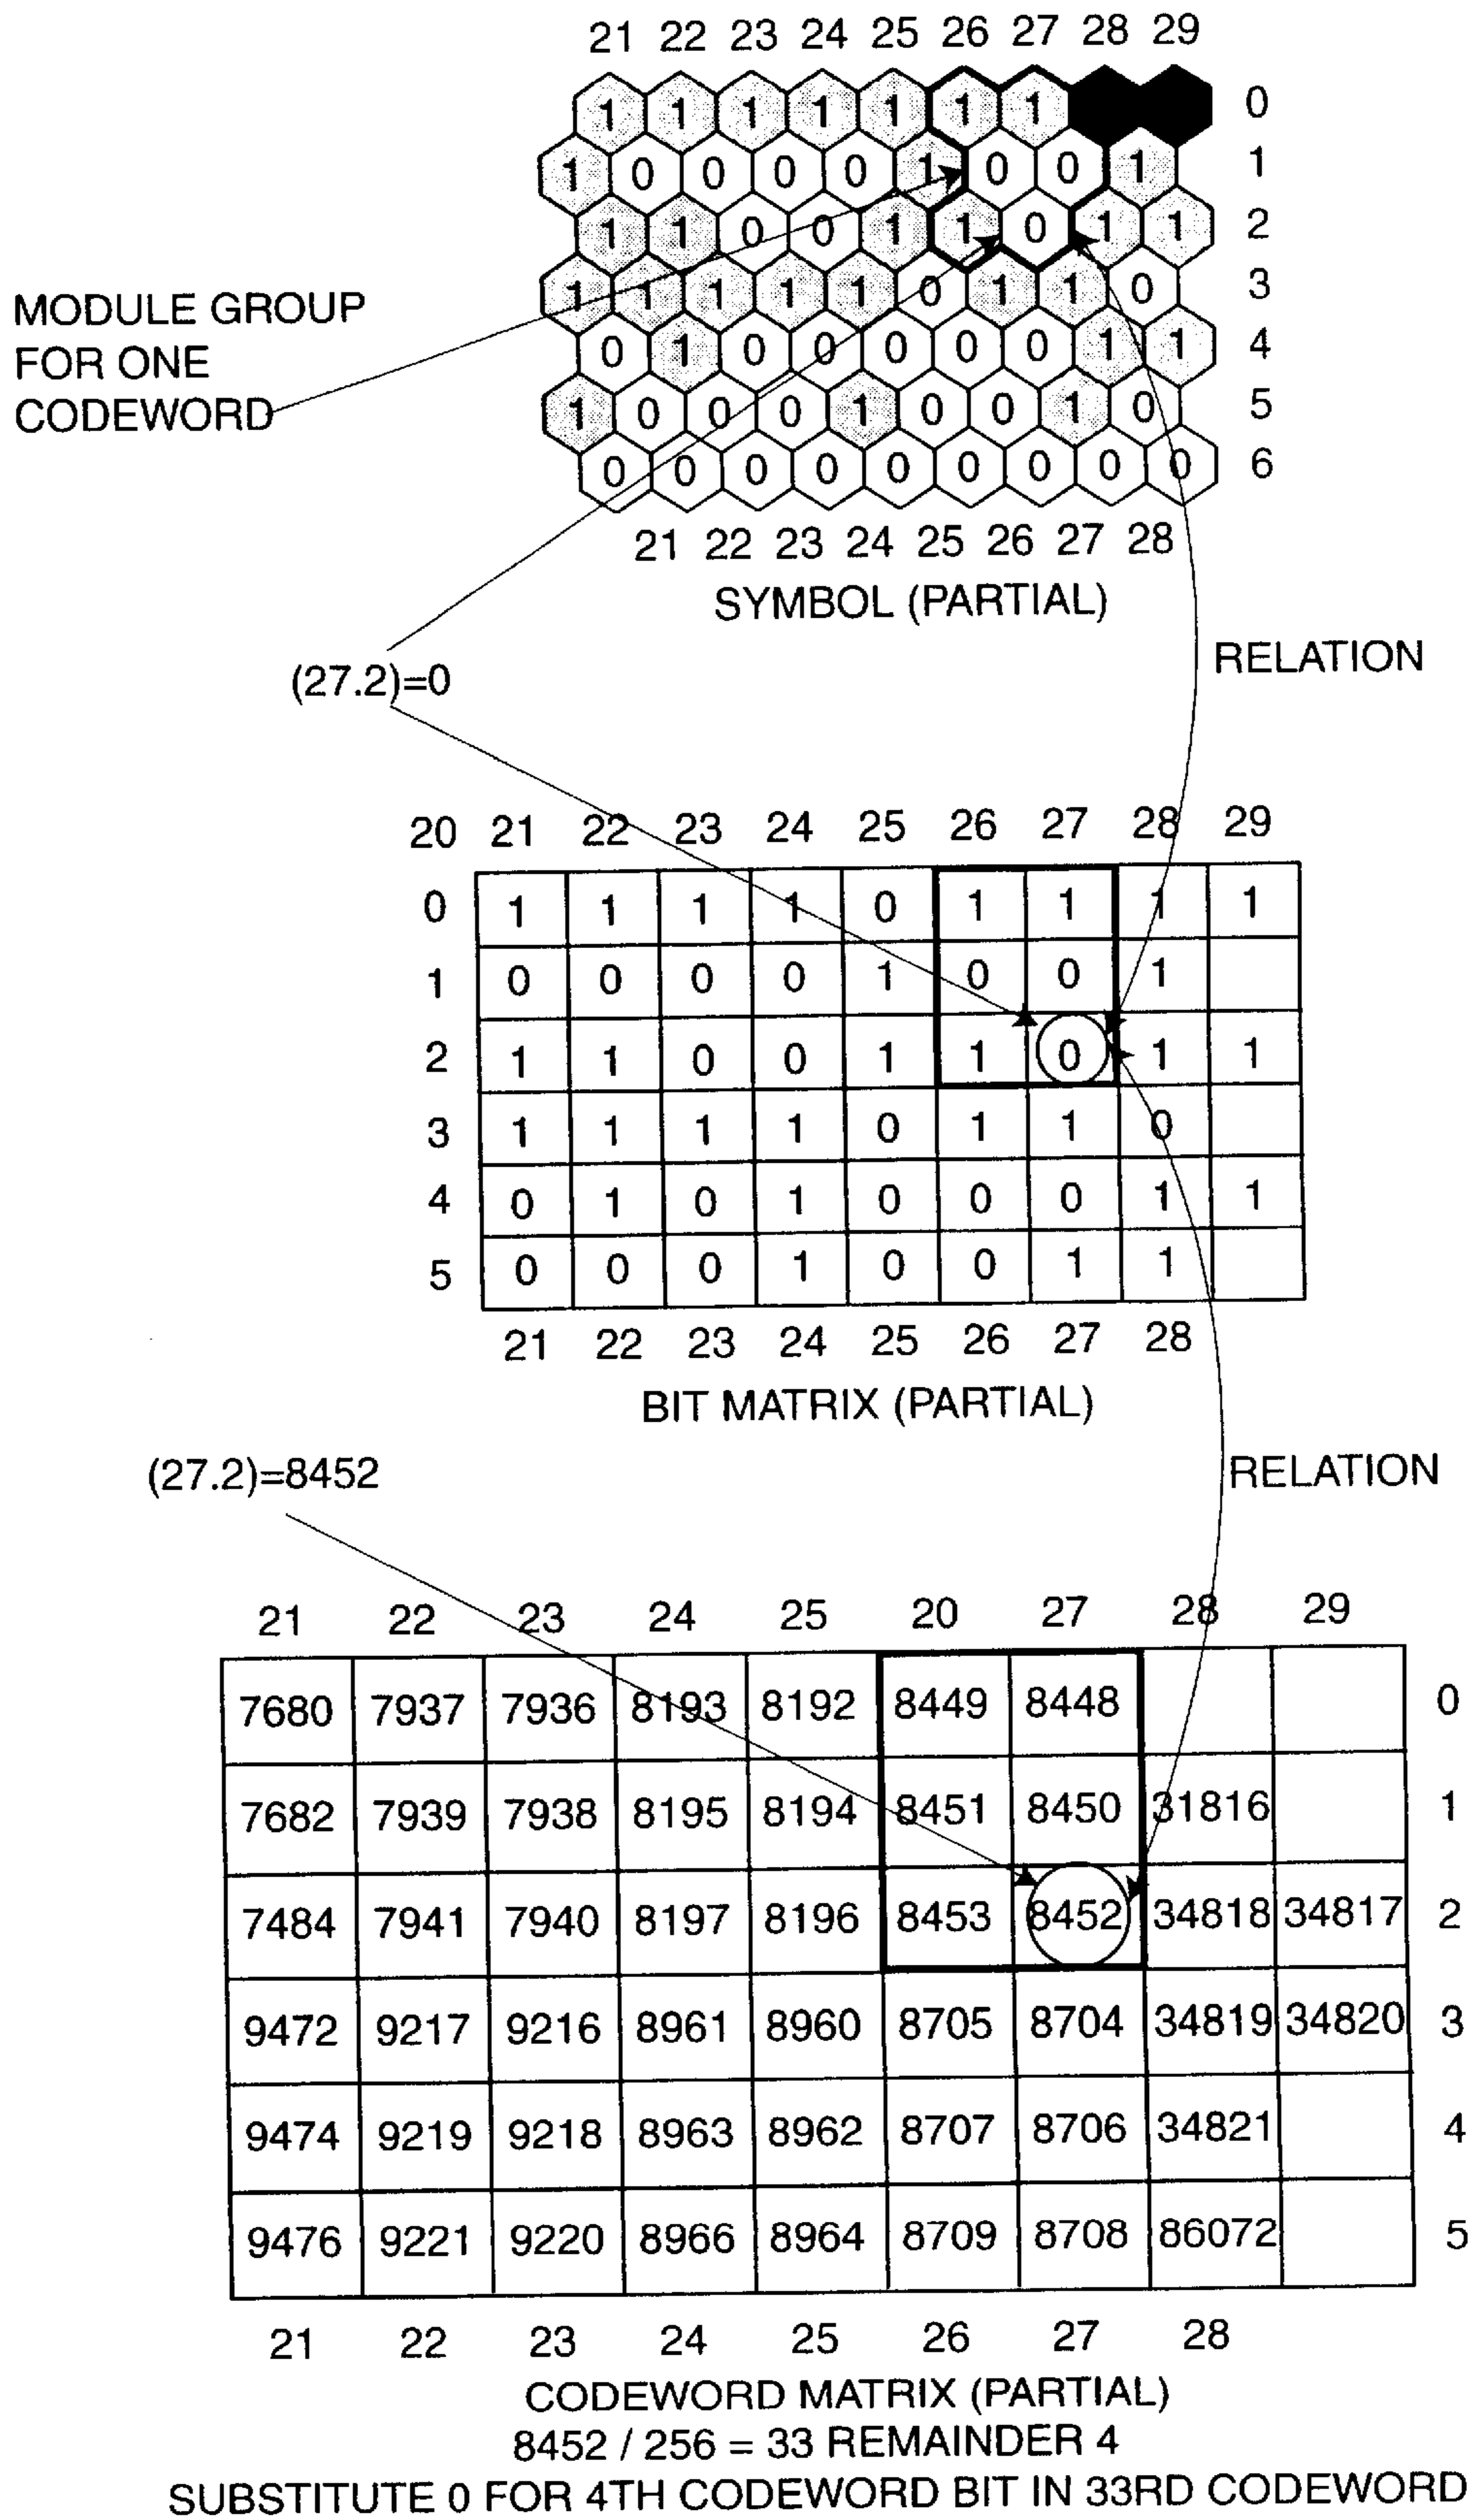 21 22 23 24 25 26 27 28 29
1 1 1 1 1 1 1 0
1 0 0 0 0 1 0 0 1 1
1 1 0 0 1 1 0 1 1 2
1 1 1 1 1 0 1 1 0 3
MODULE GROUP
FOR ONE
CODEWORD
0 1 0 0 0 0 0 1 1 4
1 0 0 0 1 0 0 1 0 5
0 0 0 0 0 0 0 0 0 6
21 22 23 24 25 26 27 28
SYMBOL (PARTIAL)
RELATION
(27.2)=0
20 21 22 23 24 25 26 27 28 29
0 1 1 1 1 0 1 1 1 1
1 0 0 0 0 1 0 0 1
2 1 1 0 0 1 1 0 1 1
3 1 1 1 1 0 1 1 0
4 0 1 0 1 0 0 0 1 1
5 0 0 0 1 0 0 1 1
21 22 23 24 25 26 27 28
BIT MATRIX (PARTIAL)
(27.2)=8452
RELATION
21 22 23 24 25 20 27 28 29
7680 7937 7936 8193 8192 8449 8448 0
7682 7939 7938 8195 8194 8451 8450 31816 1
7484 7941 7940 8197 8196 8453 8452 34818 34817 2
9472 9217 9216 8961 8960 8705 8704 34819 34820 3
9474 9219 9218 8963 8962 8707 8706 34821 4
9476 9221 9220 8966 8964 8709 8708 86072 5
21 22 23 24 25 26 27 28
CODEWORD MATRIX (PARTIAL)
8452 / 256 = 33 REMAINDER 4
SUBSTITUTE 0 FOR 4TH CODEWORD BIT IN 33RD CODEWORD